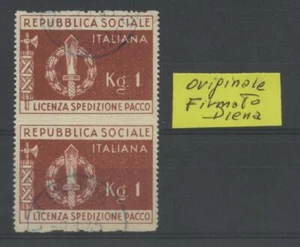 REPUBBLICA SOCIALE
ITALIANA
Kg. 1
LICENZA SPEDIZIONE PACCO
REPUBBLICA SOCIALE
ITALIANA
Kg. 1
LICENZA SPEDIZIONE PACCO
Originale
Firmato
Diena